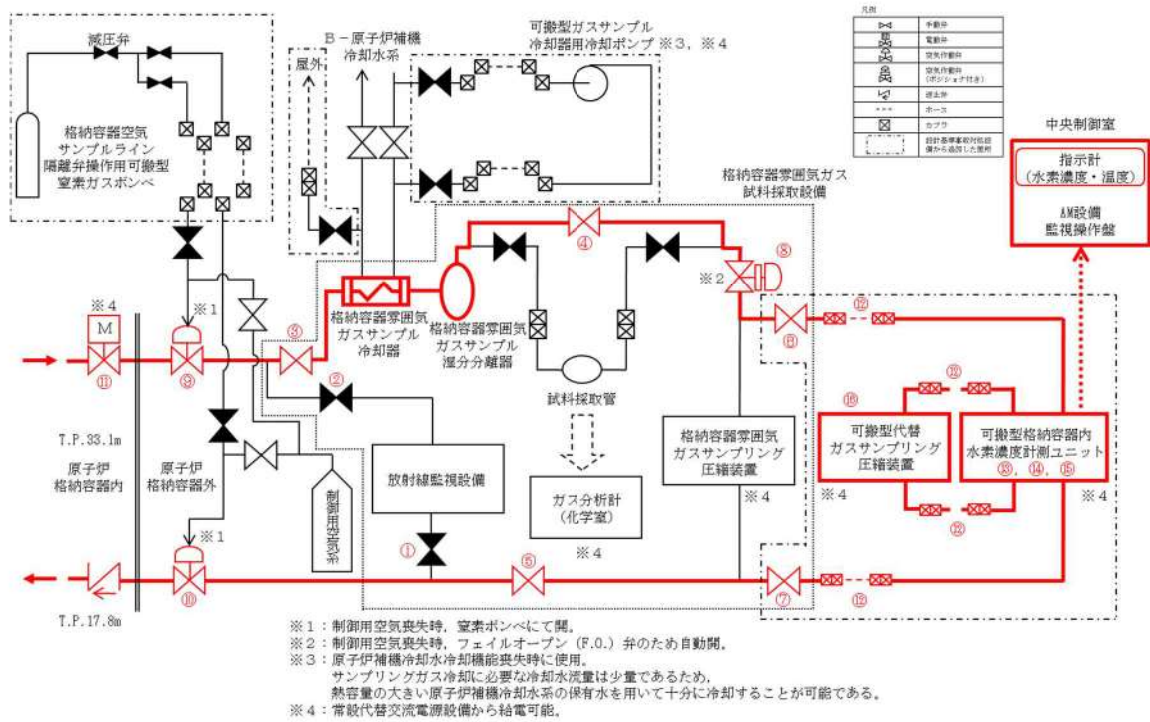 凡例
手動弁
電動弁
空気作動弁
空気作動弁
(ポジショナ付き)
逆止弁
ホース
カプラ
設計基準事故対処設
備から追加した箇所
減圧弁
格納容器空気
サンプルライン
隔離弁操作用可搬型
窒素ガスボンベ
屋外
B－原子炉補機
冷却水系
可搬型ガスサンプル
冷却器用冷却ポンプ ※3，※4
格納容器雰囲気ガス
試料採取設備
中央制御室
指示計
(水素濃度・温度)
AM設備
監視操作盤
※4
M
⑪
※1
⑨
③
格納容器雰囲気
ガスサンプル
冷却器
格納容器雰囲気
ガスサンプル
湿分分離器
④
※2
⑧
⑥
⑫
②
試料採取管
T.P.33.1m
原子炉
格納容器内
原子炉
格納容器外
放射線監視設備
ガス分析計
(化学室)
※4
格納容器雰囲気
ガスサンプリング
圧縮装置
※4
⑯
可搬型代替
ガスサンプリング
圧縮装置
※4
⑫
可搬型格納容器内
水素濃度計測ユニット
⑬，⑭，⑮
※4
⑫
制御用空気系
※1
①
⑤
⑦
⑫
⑩
T.P.17.8m
※1：制御用空気喪失時，窒素ボンベにて開。
※2：制御用空気喪失時，フェイルオープン（F.O.）弁のため自動開。
※3：原子炉補機冷却水冷却機能喪失時に使用。
サンプリングガス冷却に必要な冷却水流量は少量であるため，
熱容量の大きい原子炉補機冷却水系の保有水を用いて十分に冷却することが可能である。
※4：常設代替交流電源設備から給電可能。